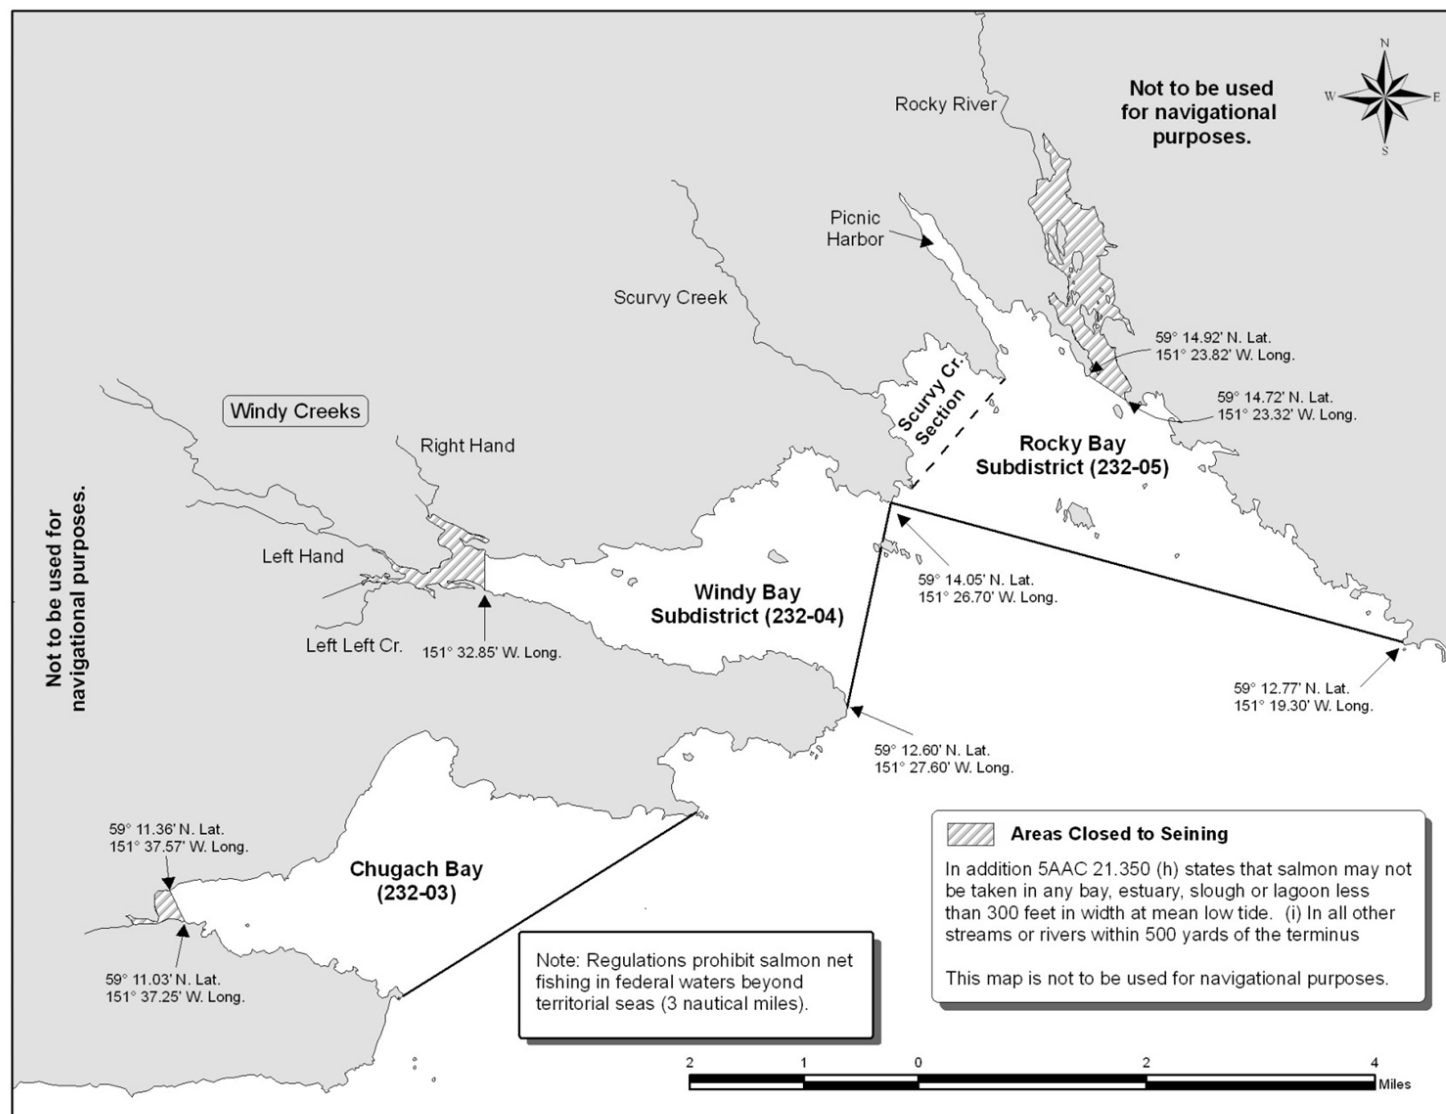 N
W
E
S
Not to be used
for navigational
purposes.
Rocky River
Picnic
Harbor
Scurvy Creek
59° 14.92' N. Lat.
151° 23.82' W. Long.
59° 14.72' N. Lat.
151° 23.32' W. Long.
Scurvy Cr.
Section
Windy Creeks
Right Hand
Rocky Bay
Subdistrict (232-05)
Not to be used for
navigational purposes.
Left Hand
Windy Bay
Subdistrict (232-04)
59° 14.05' N. Lat.
151° 26.70' W. Long.
Left Left Cr.
151° 32.85' W. Long.
59° 12.77' N. Lat.
151° 19.30' W. Long.
59° 12.60' N. Lat.
151° 27.60' W. Long.
59° 11.36' N. Lat.
151° 37.57' W. Long.
Chugach Bay
(232-03)
59° 11.03' N. Lat.
151° 37.25' W. Long.
Areas Closed to Seining
In addition 5AAC 21.350 (h) states that salmon may not
be taken in any bay, estuary, slough or lagoon less
than 300 feet in width at mean low tide.  (i) In all other
streams or rivers within 500 yards of the terminus
This map is not to be used for navigational purposes.
Note: Regulations prohibit salmon net
fishing in federal waters beyond
territorial seas (3 nautical miles).
2 1 0 2 4
Miles